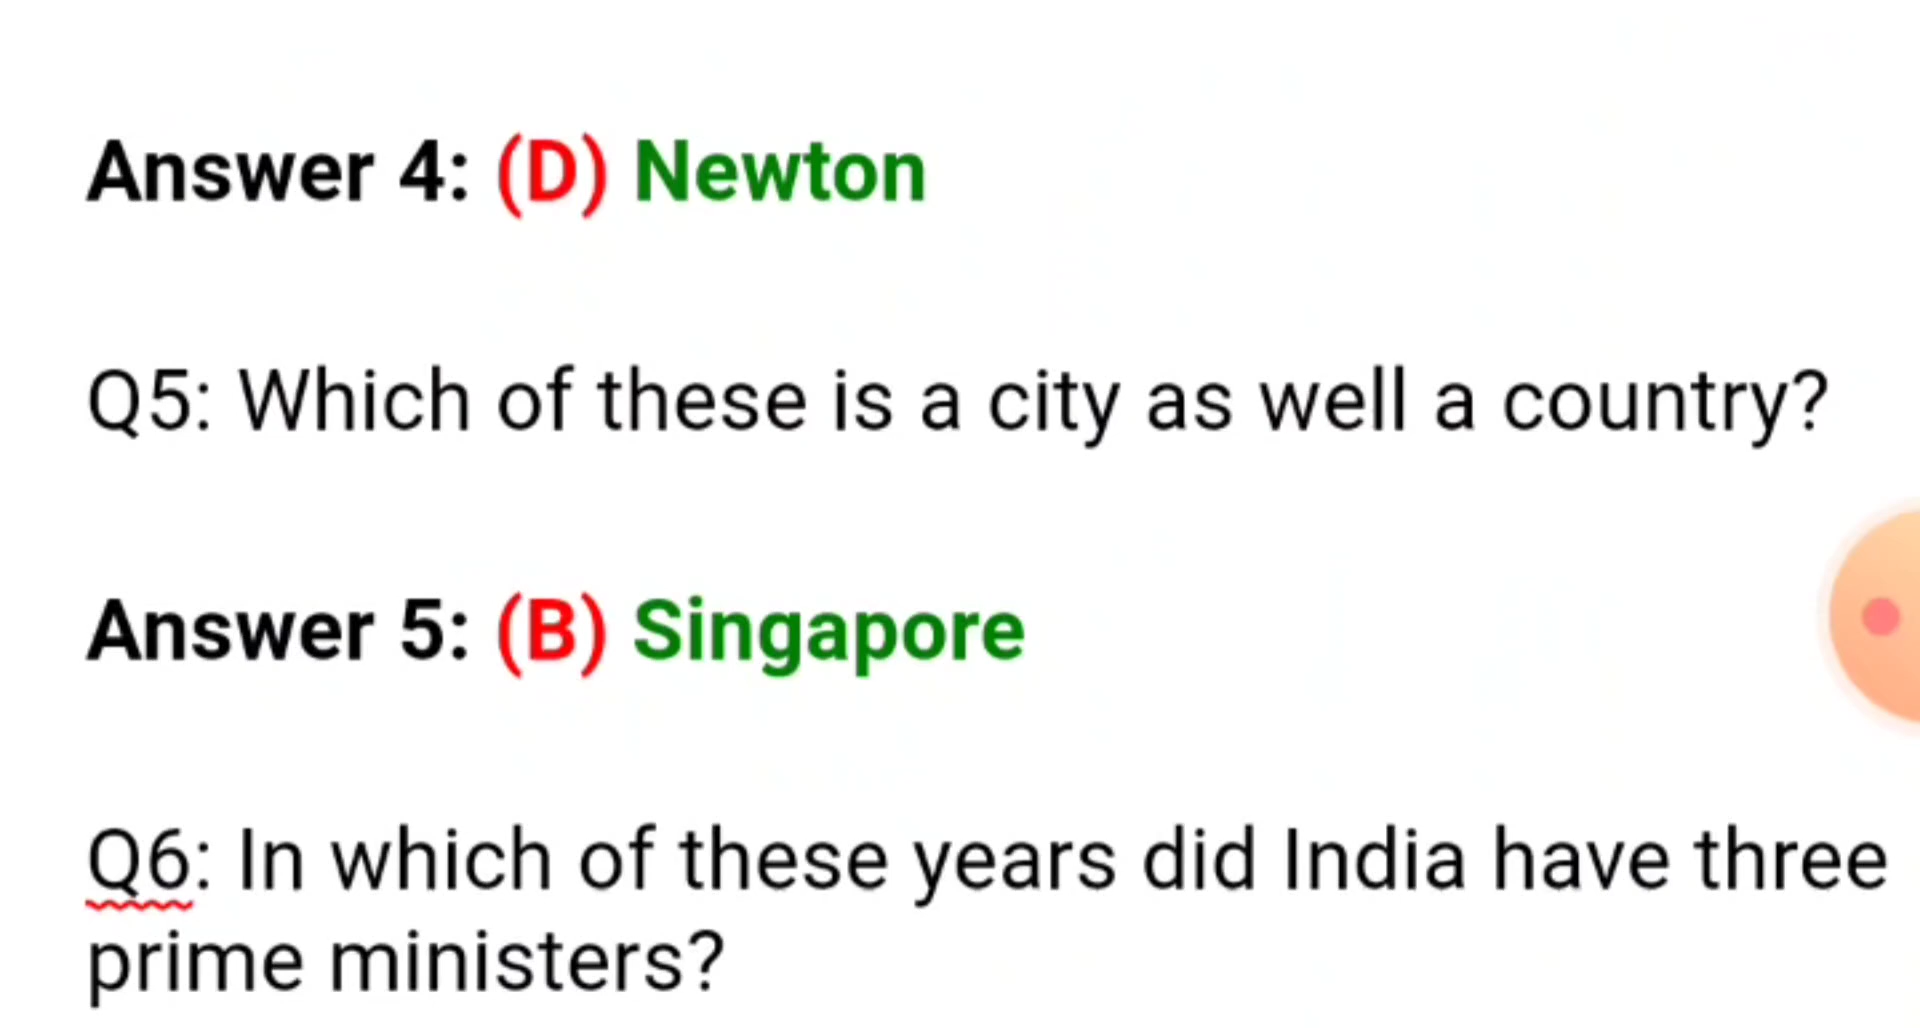 Answer 4: (D) Newton
Q5: Which of these is a city as well a country?
Answer 5: (B) Singapore
Q6: In which of these years did India have three
prime ministers?